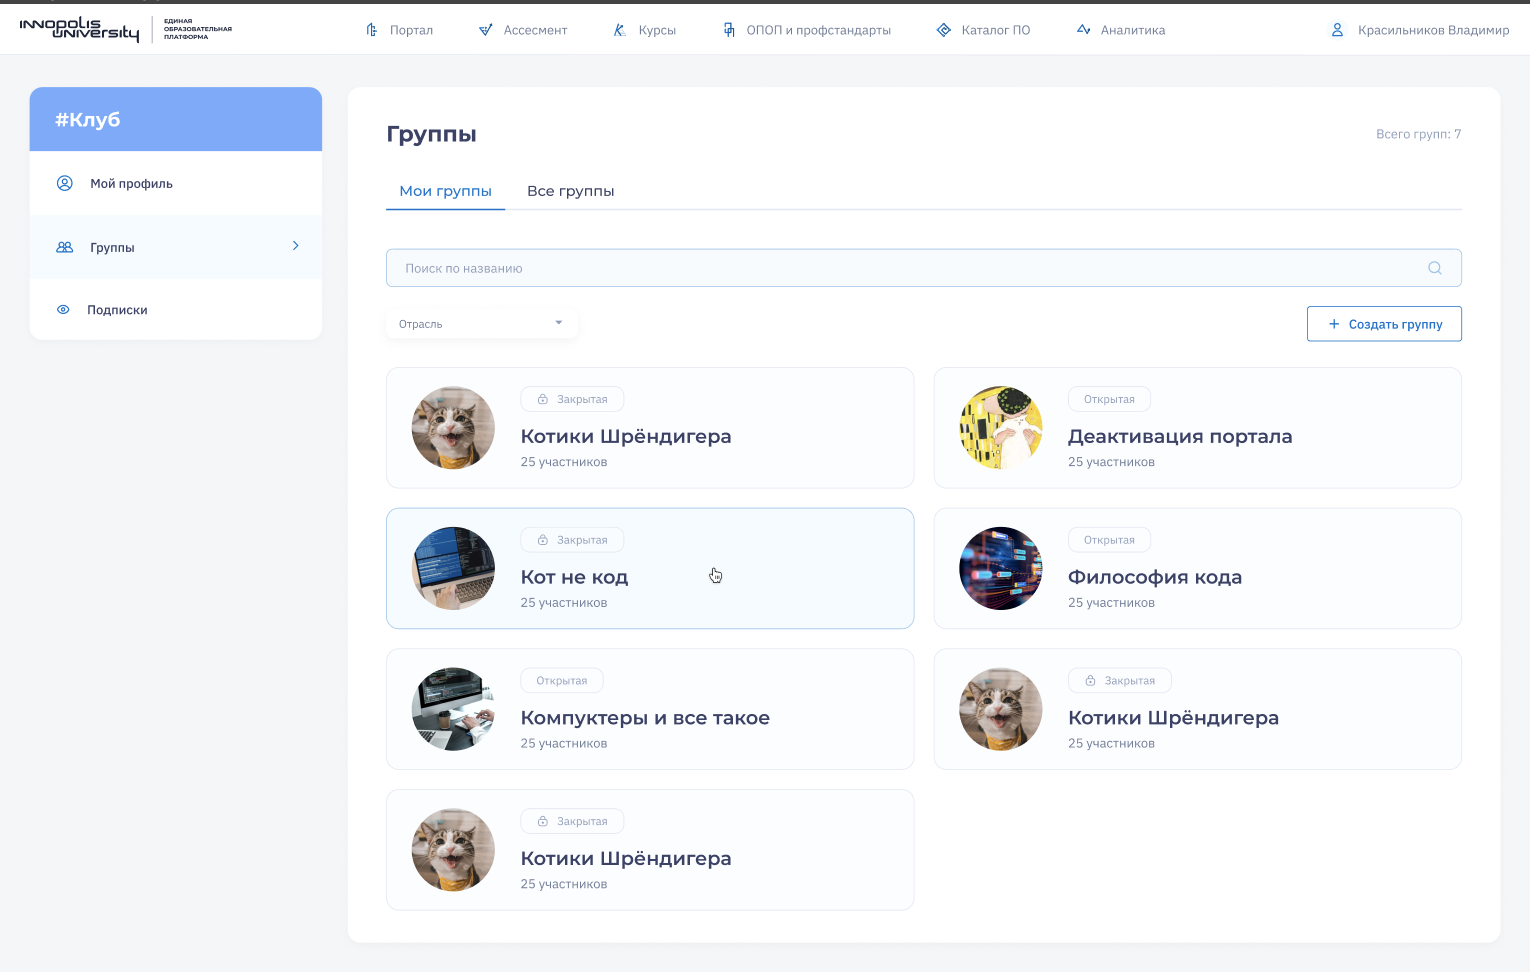 INNOPOLIS UNIVERSITY
ЕДИНАЯ
ОБРАЗОВАТЕЛЬНАЯ
ПЛАТФОРМА
Портал
Ассесмент
Курсы
ОПОП и профстандарты
Каталог ПО
Аналитика
Красильников Владимир
#Клуб
Мой профиль
Группы
Подписки
Группы
Всего групп: 7
Мои группы
Все группы
Поиск по названию
Отрасль
+ Создать группу
Закрытая
Котики Шрёндигера
25 участников
Открытая
Деактивация портала
25 участников
Закрытая
Кот не код
25 участников
Открытая
Философия кода
25 участников
Открытая
Компуктеры и все такое
25 участников
Закрытая
Котики Шрёндигера
25 участников
Закрытая
Котики Шрёндигера
25 участников